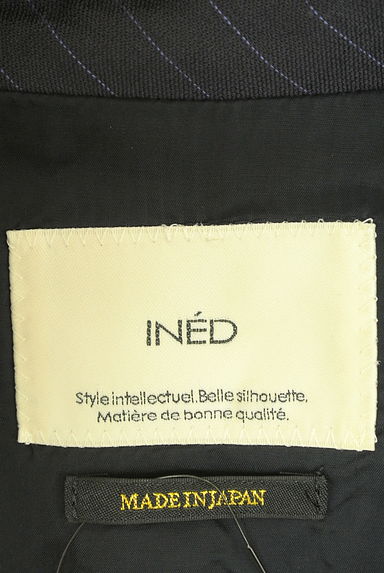 INÉD
Style intellectuel. Belle silhouette.
Matière de bonne qualité.
MADE IN JAPAN